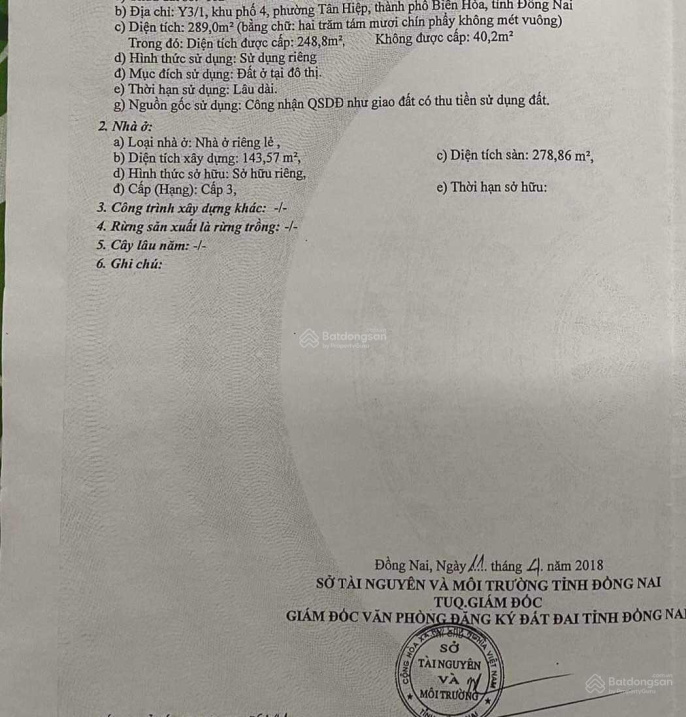 b) Địa chỉ: Y3/1, khu phố 4, phường Tân Hiệp, thành phố Biên Hòa, tỉnh Đồng Nai
c) Diện tích: 289,0m² (bằng chữ: hai trăm tám mươi chín phẩy không mét vuông)
Trong đó: Diện tích được cấp: 248,8m², Không được cấp: 40,2m²
d) Hình thức sử dụng: Sử dụng riêng
đ) Mục đích sử dụng: Đất ở tại đô thị.
e) Thời hạn sử dụng: Lâu dài.
g) Nguồn gốc sử dụng: Công nhận QSDĐ như giao đất có thu tiền sử dụng đất.
2. Nhà ở:
a) Loại nhà ở: Nhà ở riêng lẻ,
b) Diện tích xây dựng: 143,57 m², c) Diện tích sàn: 278,86 m²,
d) Hình thức sở hữu: Sở hữu riêng,
đ) Cấp (Hạng): Cấp 3, e) Thời hạn sở hữu:
3. Công trình xây dựng khác: -/-
4. Rừng sản xuất là rừng trồng: -/-
5. Cây lâu năm: -/-
6. Ghi chú:
Batdongsan
Đồng Nai, Ngày 11 tháng 4 năm 2018
SỞ TÀI NGUYÊN VÀ MÔI TRƯỜNG TỈNH ĐỒNG NAI
TUQ.GIÁM ĐỐC
GIÁM ĐỐC VĂN PHÒNG ĐĂNG KÝ ĐẤT ĐAI TỈNH ĐỒNG NAI
SỞ
TÀI NGUYÊN
VÀ
MÔI TRƯỜNG
Batdongsan